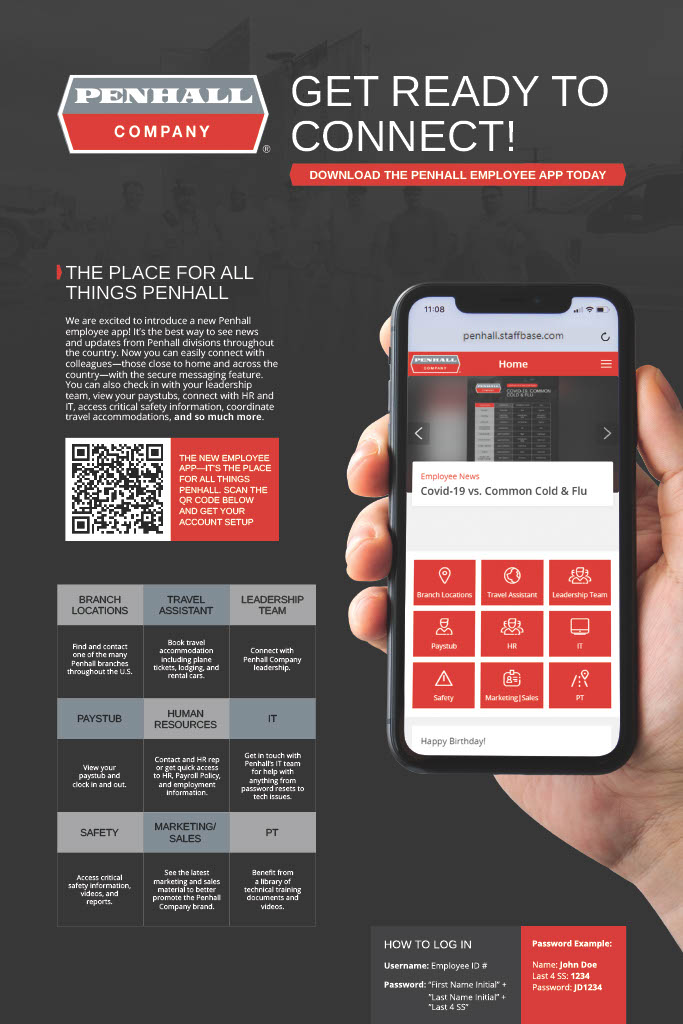 PENHALL
COMPANY
®
GET READY TO
CONNECT!
DOWNLOAD THE PENHALL EMPLOYEE APP TODAY
THE PLACE FOR ALL
THINGS PENHALL
We are excited to introduce a new Penhall
employee app! It's the best way to see news
and updates from Penhall divisions throughout
the country. Now you can easily connect with
colleagues—those close to home and across the
country—with the secure messaging feature.
You can also check in with your leadership
team, view your paystubs, connect with HR and
IT, access critical safety information, coordinate
travel accommodations, and so much more.
THE NEW EMPLOYEE
APP—IT'S THE PLACE
FOR ALL THINGS
PENHALL. SCAN THE
QR CODE BELOW
AND GET YOUR
ACCOUNT SETUP
11:08
penhall.staffbase.com
PENHALL
COMPANY
Home
COVID-19, COMMON
COLD & FLU
Employee News
Covid-19 vs. Common Cold & Flu
Branch Locations
Travel Assistant
Leadership Team
Paystub
HR
IT
Safety
Marketing|Sales
PT
Happy Birthday!
BRANCH
LOCATIONS
TRAVEL
ASSISTANT
LEADERSHIP
TEAM
Find and contact
one of the many
Penhall branches
throughout the U.S.
Book travel
accommodation
including plane
tickets, lodging, and
rental cars.
Connect with
Penhall Company
leadership.
PAYSTUB
HUMAN
RESOURCES
IT
View your
paystub and
clock in and out.
Contact and HR rep
or get quick access
to HR, Payroll Policy,
and employment
information.
Get in touch with
Penhall's IT team
for help with
anything from
password resets to
tech issues.
SAFETY
MARKETING/
SALES
PT
Access critical
safety information,
videos, and
reports.
See the latest
marketing and sales
material to better
promote the Penhall
Company brand.
Benefit from
a library of
technical training
documents and
videos.
HOW TO LOG IN
Username: Employee ID #
Password: "First Name Initial" +
"Last Name Initial" +
"Last 4 SS"
Password Example:
Name: John Doe
Last 4 SS: 1234
Password: JD1234